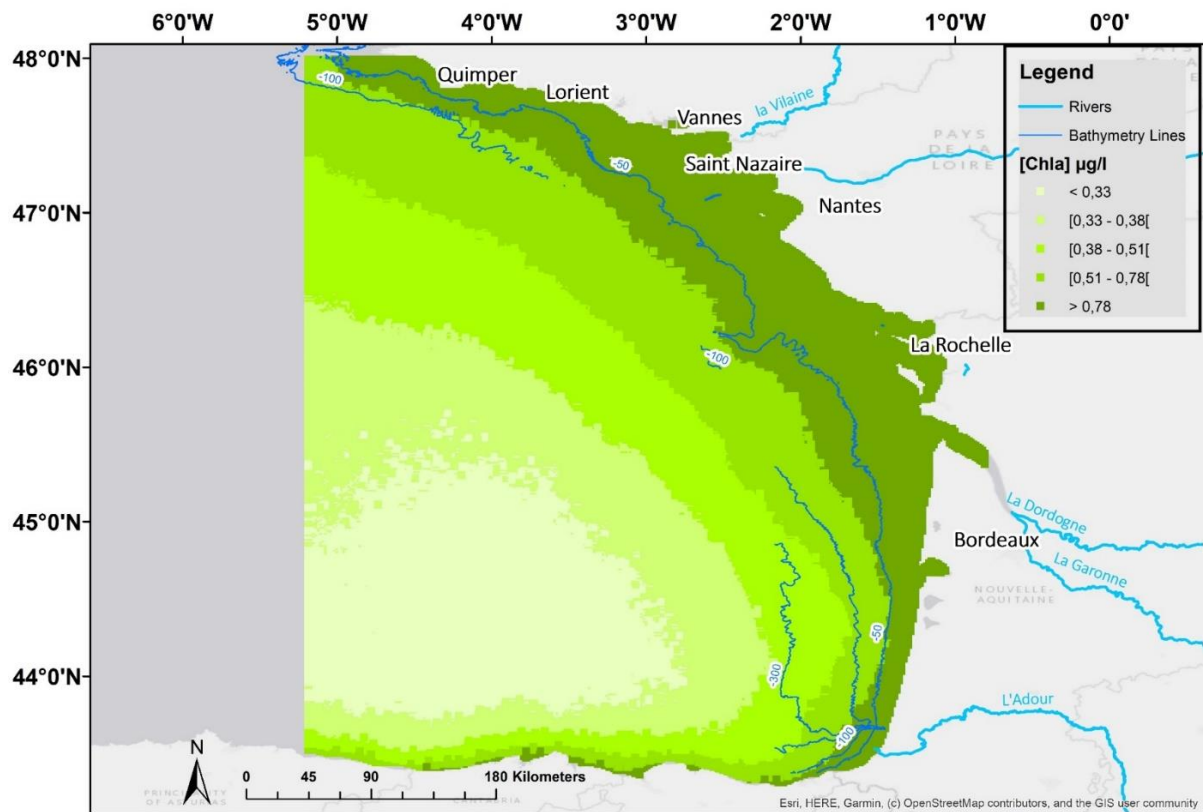 6°0'W 5°0'W 4°0'W 3°0'W 2°0'W 1°0'W 0°0'
48°0'N
47°0'N
46°0'N
45°0'N
44°0'N
Legend
Rivers
Bathymetry Lines
[Chla] µg/l
< 0,33
[0,33 - 0,38[
[0,38 - 0,51[
[0,51 - 0,78[
> 0,78
-100
Quimper
Lorient
Vannes
la Vilaine
-50
Saint Nazaire
PAYS
DE LA
LOIRE
Nantes
La Rochelle
-100
La Dordogne
Bordeaux
La Garonne
NOUVELLE-
AQUITAINE
-50
-300
L'Adour
-100
N
0 45 90 180 Kilometers
PRINCIPALITY
OF ASTURIAS
CANTABRIA
Esri, HERE, Garmin, (c) OpenStreetMap contributors, and the GIS user community